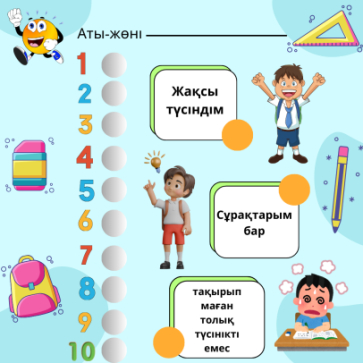 Аты-жөні
1
2
3
4
5
6
7
8
9
10
Жақсы
түсіндім
Сұрақтарым
бар
тақырып
маған
толық
түсінікті
емес